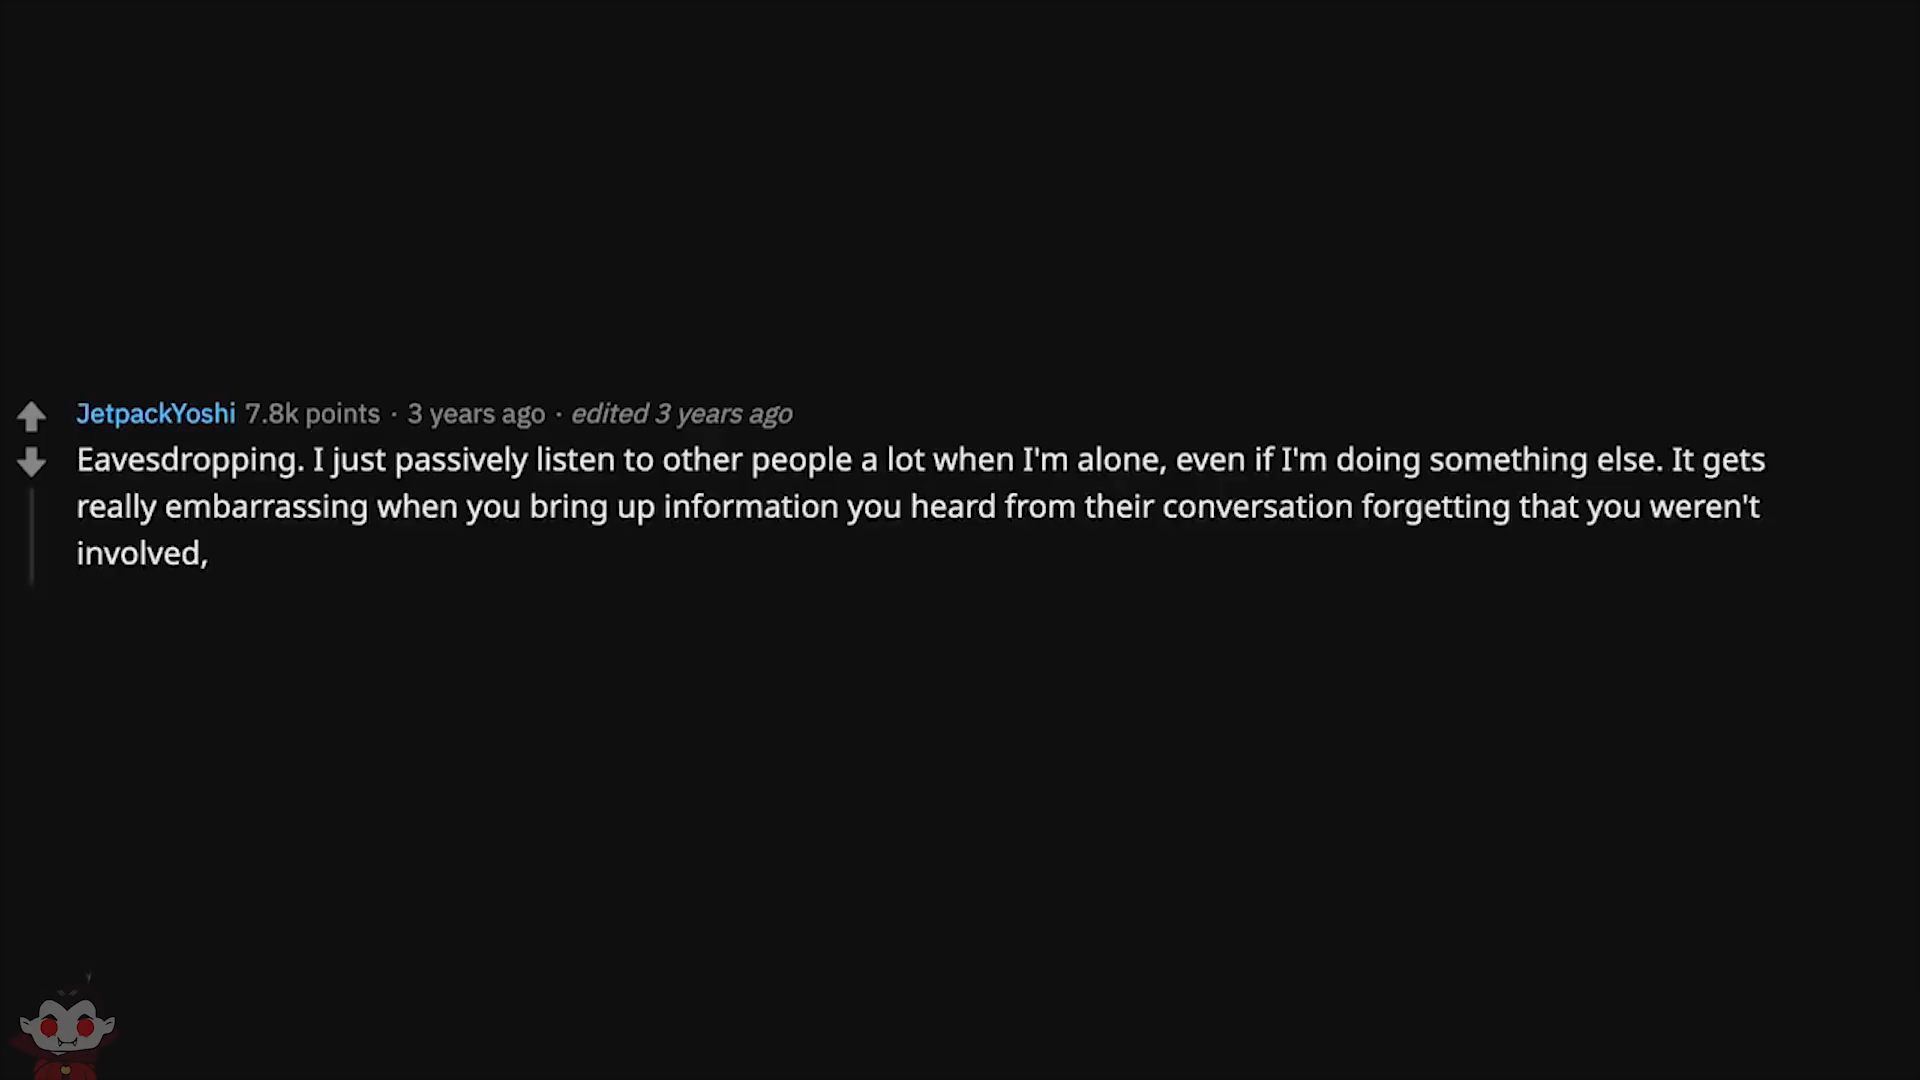 JetpackYoshi 7.8k points · 3 years ago · edited 3 years ago
Eavesdropping. I just passively listen to other people a lot when I'm alone, even if I'm doing something else. It gets
really embarrassing when you bring up information you heard from their conversation forgetting that you weren't
involved,